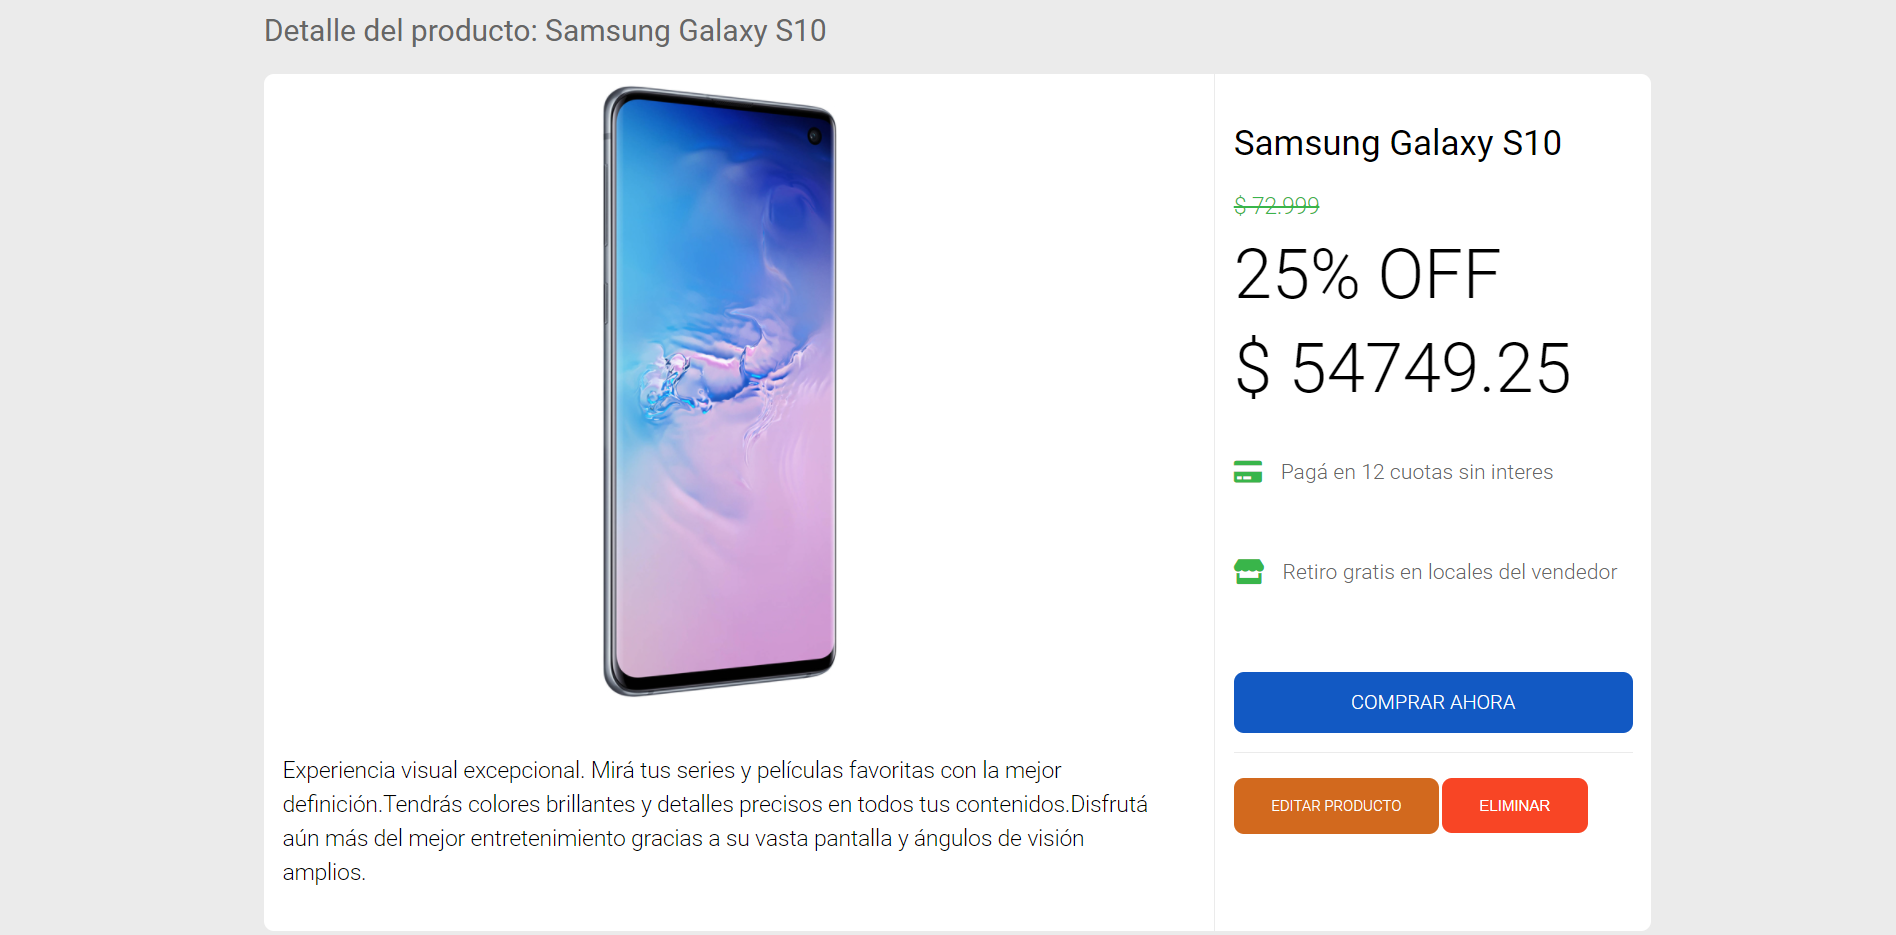 Detalle del producto: Samsung Galaxy S10
Samsung Galaxy S10
$ 72.999
25% OFF
$ 54749.25
Pagá en 12 cuotas sin interes
Retiro gratis en locales del vendedor
COMPRAR AHORA
EDITAR PRODUCTO
ELIMINAR
Experiencia visual excepcional. Mirá tus series y películas favoritas con la mejor
definición.Tendrás colores brillantes y detalles precisos en todos tus contenidos.Disfrutá
aún más del mejor entretenimiento gracias a su vasta pantalla y ángulos de visión
amplios.